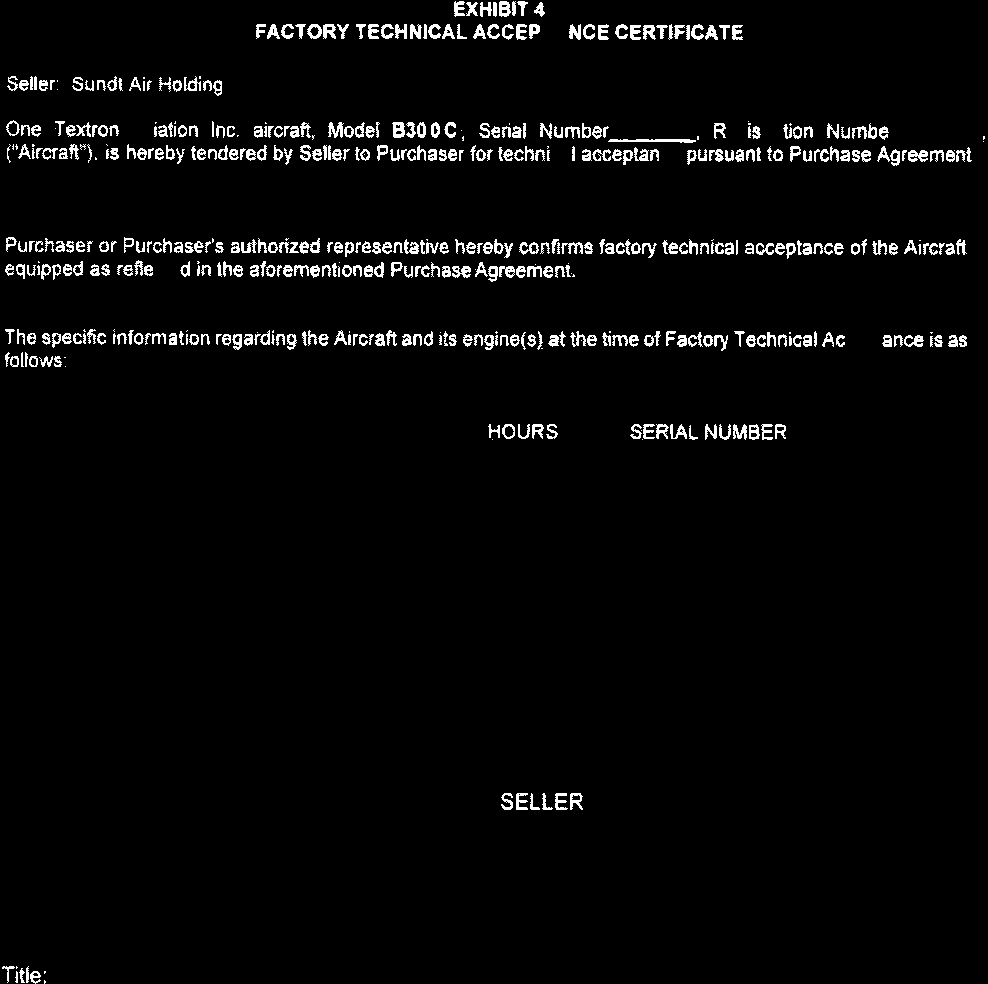 EXHIBIT 4
FACTORY TECHNICAL ACCEP NCE CERTIFICATE
Seller: Sundt Air Holding
One Textron iation Inc. aircraft, Model B300C, Serial Number________, R is tion Numbe ,
("Aircraft"), is hereby tendered by Seller to Purchaser for techni l acceptan pursuant to Purchase Agreement
Purchaser or Purchaser's authorized representative hereby confirms factory technical acceptance of the Aircraft
equipped as refle d in the aforementioned Purchase Agreement.
The specific information regarding the Aircraft and its engine(s) at the time of Factory Technical Ac ance is as
follows:
HOURS SERIAL NUMBER
SELLER
Title: